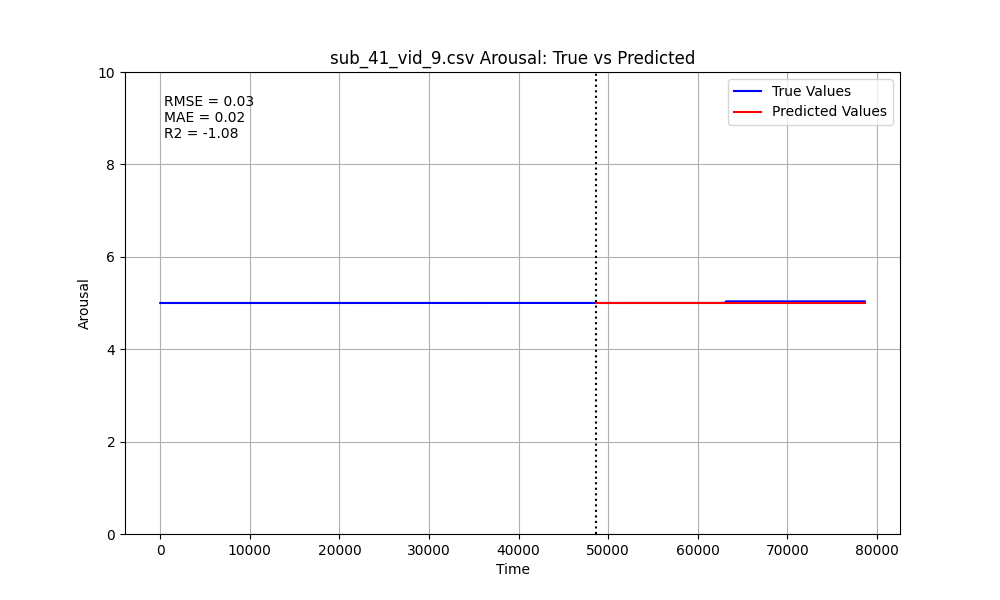 sub_41_vid_9.csv Arousal: True vs Predicted
RMSE = 0.03
MAE = 0.02
R2 = -1.08
True Values
Predicted Values
Arousal
10
8
6
4
2
0
0 10000 20000 30000 40000 50000 60000 70000 80000
Time